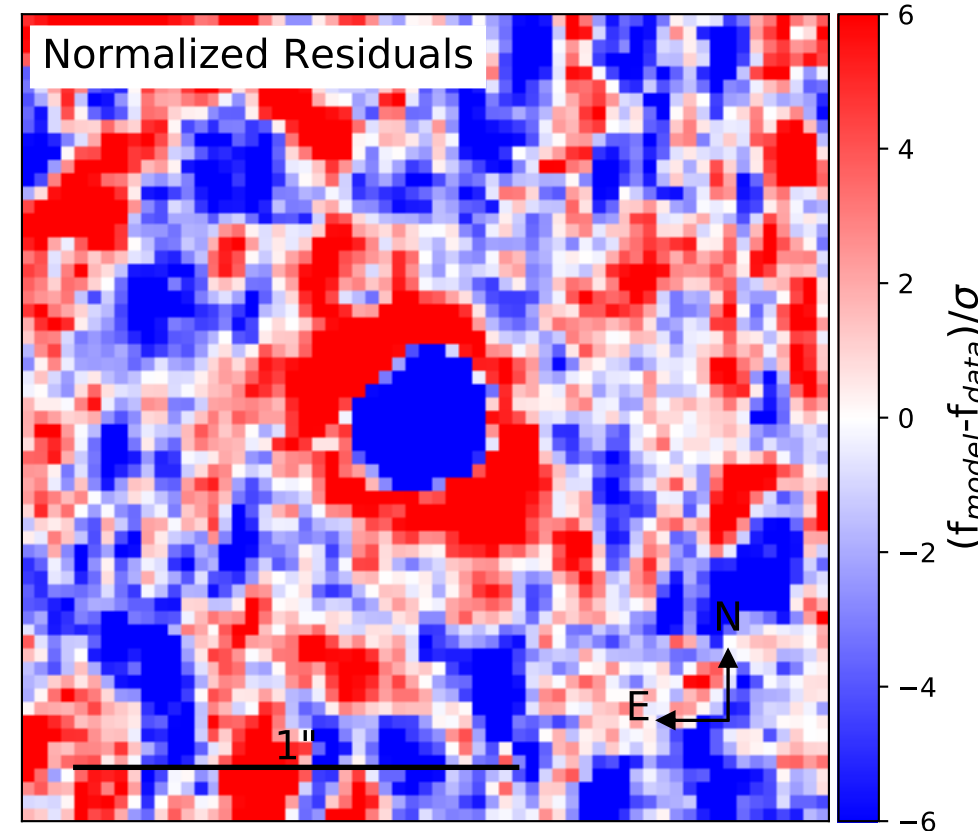 Normalized Residuals
6
4
2
0
−2
−4
−6
(f_model-f_data)/σ
N
E
1"